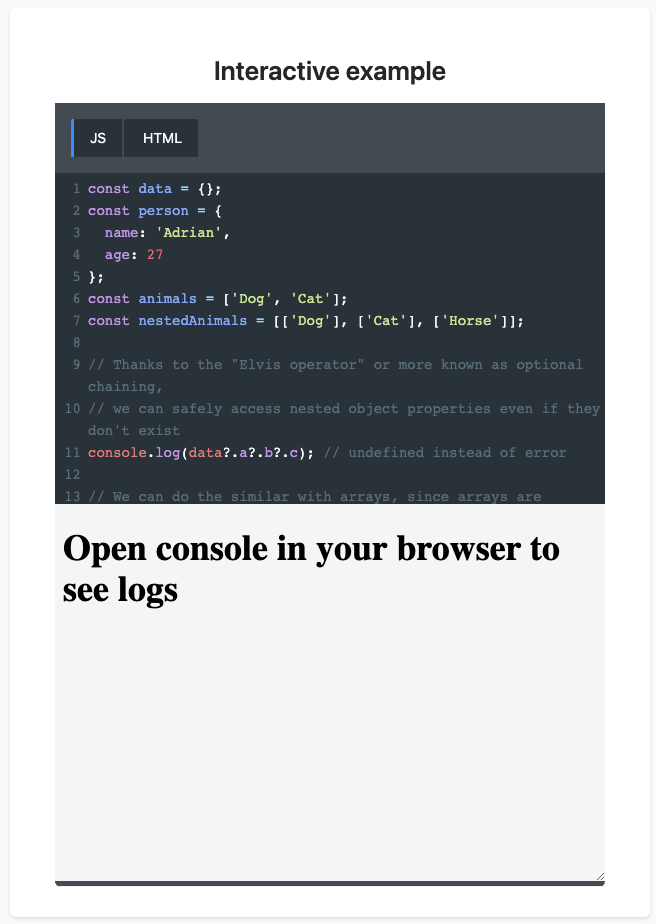 Interactive example
JS HTML
1 const data = {};
2 const person = {
3 name: 'Adrian',
4 age: 27
5 };
6 const animals = ['Dog', 'Cat'];
7 const nestedAnimals = [['Dog'], ['Cat'], ['Horse']];
8
9 // Thanks to the "Elvis operator" or more known as optional
chaining,
10 // we can safely access nested object properties even if they
don't exist
11 console.log(data?.a?.b?.c); // undefined instead of error
12
13 // We can do the similar with arrays, since arrays are
Open console in your browser to
see logs